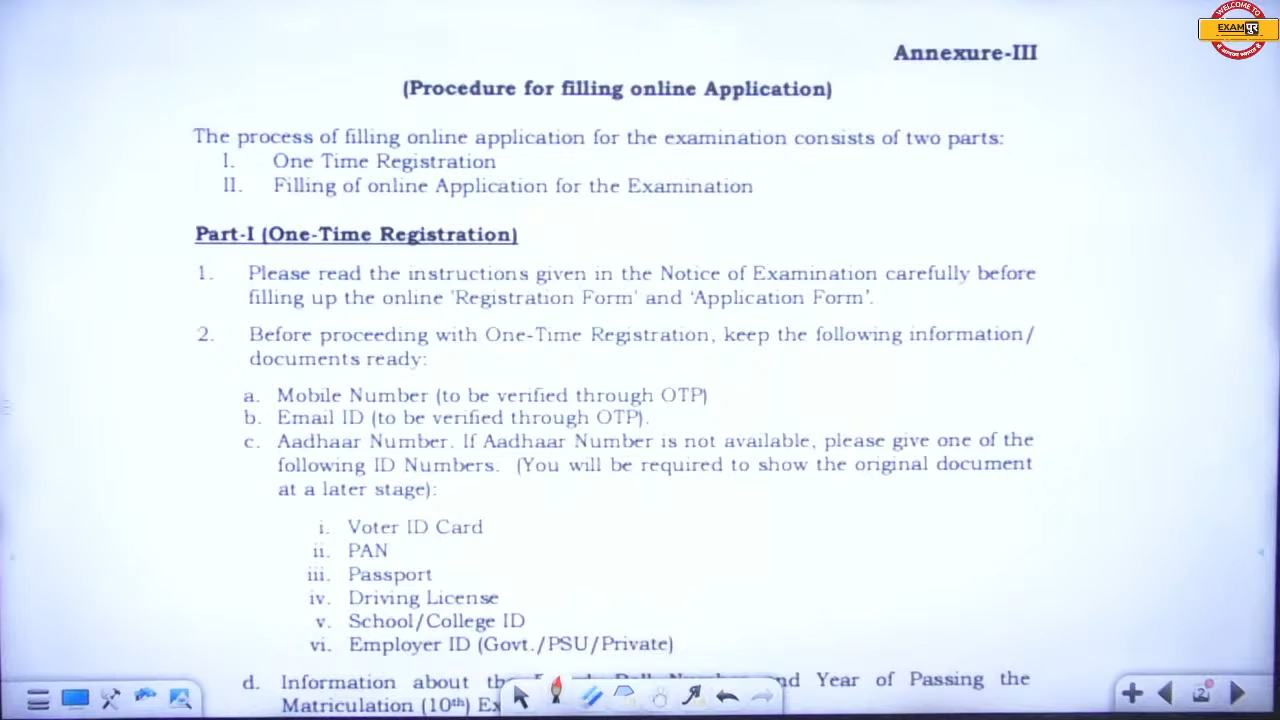 WELCOME TO
EXAMपुर
Annexure-III
(Procedure for filling online Application)
The process of filling online application for the examination consists of two parts:
I. One Time Registration
II. Filling of online Application for the Examination
Part-I (One-Time Registration)
1. Please read the instructions given in the Notice of Examination carefully before
filling up the online 'Registration Form' and 'Application Form'.
2. Before proceeding with One-Time Registration, keep the following information/
documents ready:
a. Mobile Number (to be verified through OTP)
b. Email ID (to be verified through OTP).
c. Aadhaar Number. If Aadhaar Number is not available, please give one of the
following ID Numbers. (You will be required to show the original document
at a later stage):
i. Voter ID Card
ii. PAN
iii. Passport
iv. Driving License
v. School/College ID
vi. Employer ID (Govt./PSU/Private)
d. Information about the Year of Passing the
Matriculation (10th)
2